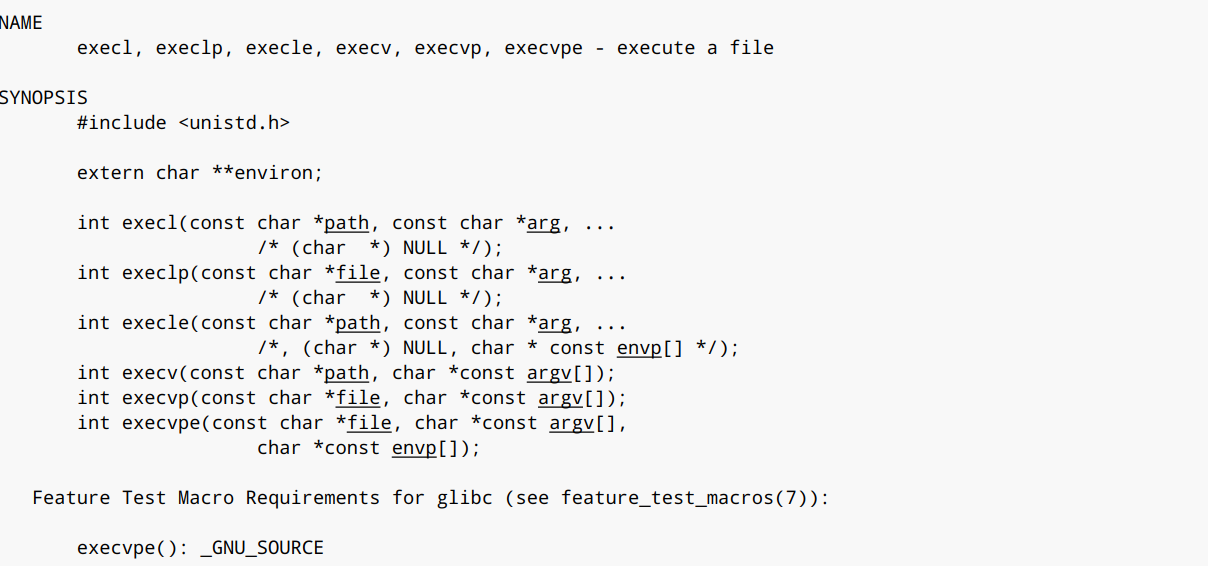 NAME
execl, execlp, execle, execv, execvp, execvpe - execute a file
SYNOPSIS
#include <unistd.h>
extern char **environ;
int execl(const char *path, const char *arg, ...
/* (char  *) NULL */);
int execlp(const char *file, const char *arg, ...
/* (char  *) NULL */);
int execle(const char *path, const char *arg, ...
/*, (char *) NULL, char * const envp[] */);
int execv(const char *path, char *const argv[]);
int execvp(const char *file, char *const argv[]);
int execvpe(const char *file, char *const argv[],
char *const envp[]);
Feature Test Macro Requirements for glibc (see feature_test_macros(7)):
execvpe(): _GNU_SOURCE